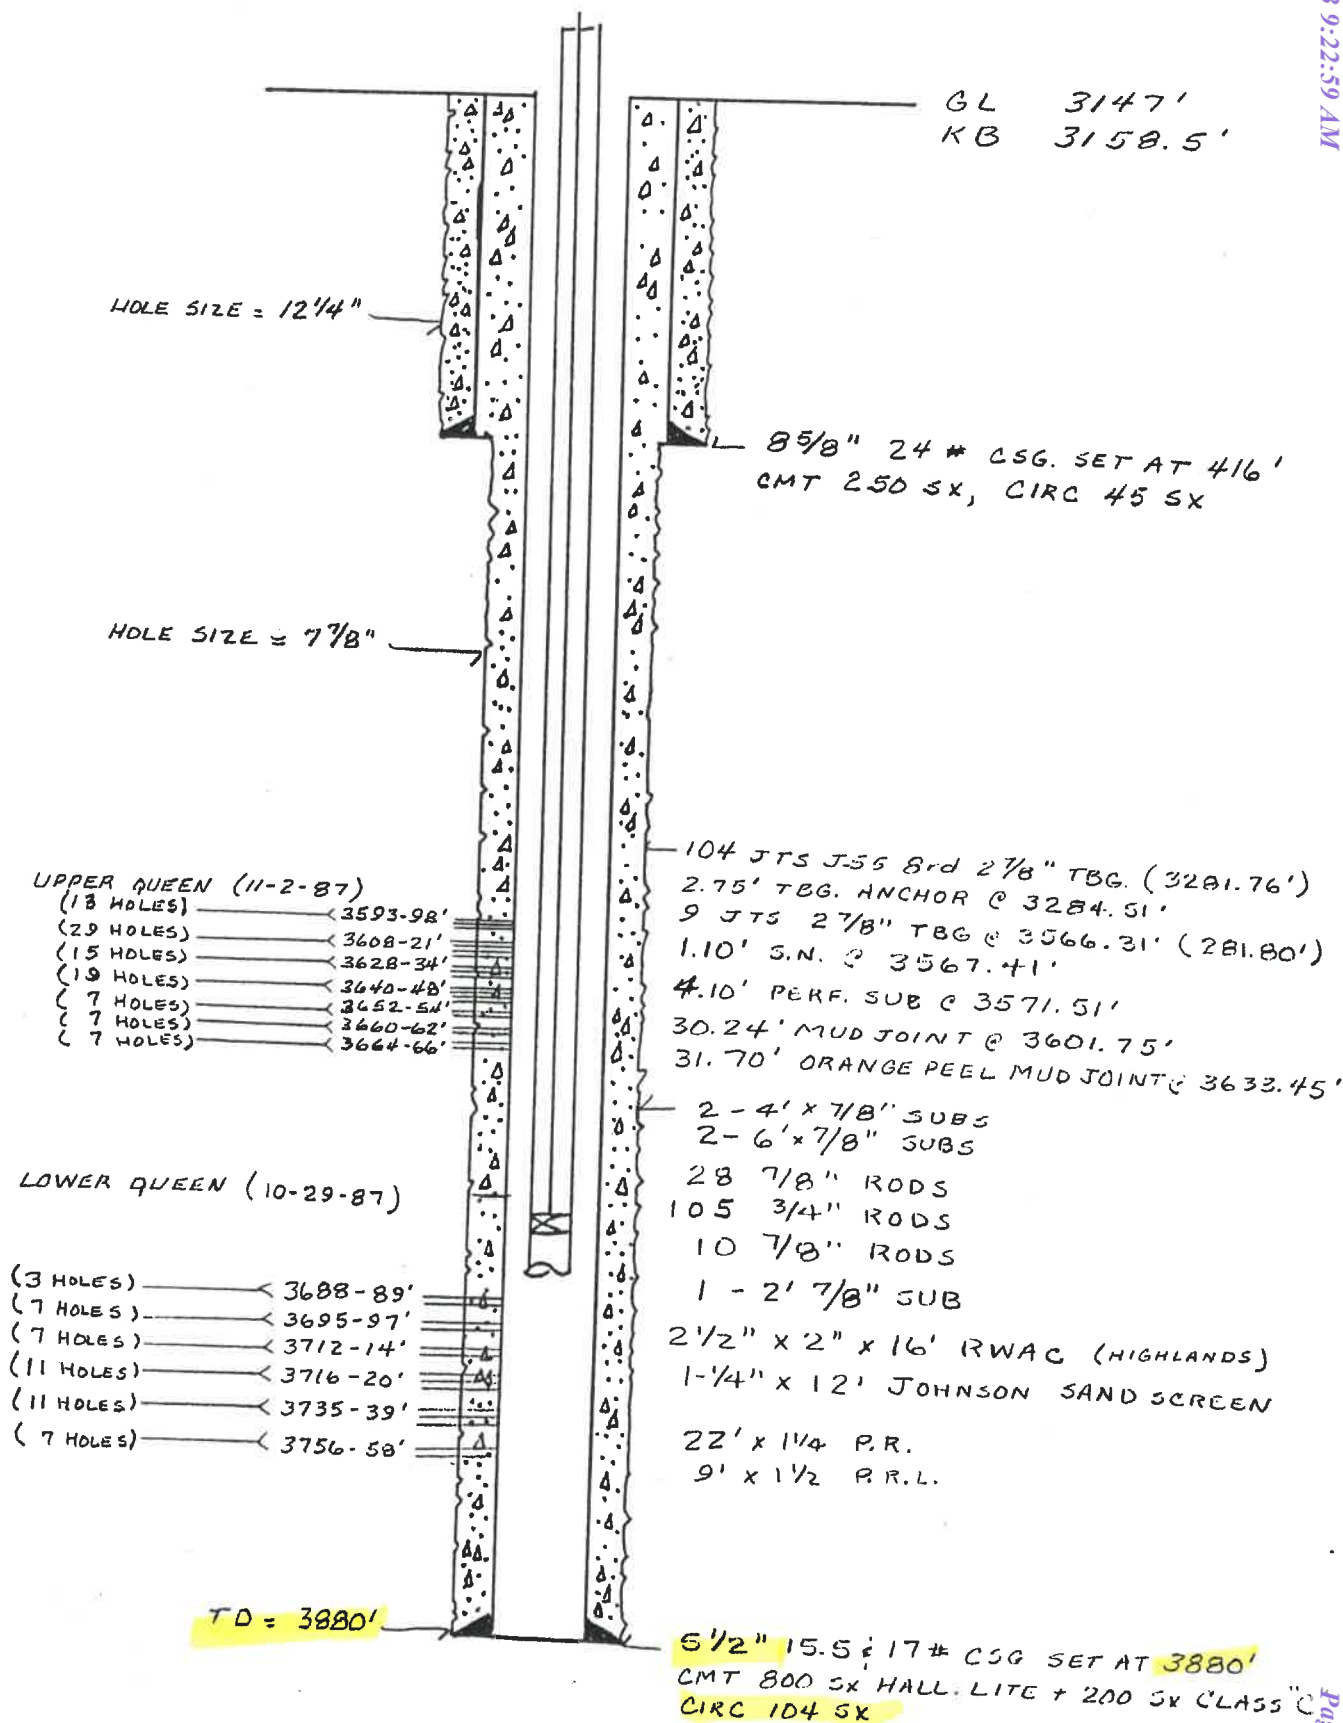 3 9:22:59 AM
GL 3147'
KB 3158.5'
HOLE SIZE = 12 1/4"
8 5/8" 24 # CSG. SET AT 416'
CMT 250 SX, CIRC 45 SX
HOLE SIZE = 7 7/8"
104 JTS J-55 8rd 2 7/8" TBG. (3281.76')
2.75' TBG. ANCHOR @ 3284.51'
9 JTS 2 7/8" TBG @ 3566.31' (281.80')
1.10' S.N. @ 3567.41'
4.10' PERF. SUB @ 3571.51'
30.24' MUD JOINT @ 3601.75'
31.70' ORANGE PEEL MUD JOINT @ 3633.45'
UPPER QUEEN (11-2-87)
(13 HOLES) 3593-98'
(29 HOLES) 3608-21'
(15 HOLES) 3628-34'
(19 HOLES) 3640-48'
(7 HOLES) 3652-54'
(7 HOLES) 3660-62'
(7 HOLES) 3664-66'
2 - 4' x 7/8" SUBS
2 - 6' x 7/8" SUBS
28 7/8" RODS
105 3/4" RODS
10 7/8" RODS
1 - 2' 7/8" SUB
2 1/2" x 2" x 16' RWAC (HIGHLANDS)
1-1/4" x 12' JOHNSON SAND SCREEN
22' x 1 1/4 P.R.
9' x 1 1/2 P.R.L.
LOWER QUEEN (10-29-87)
(3 HOLES) 3688-89'
(7 HOLES) 3695-97'
(7 HOLES) 3712-14'
(11 HOLES) 3716-20'
(11 HOLES) 3735-39'
(7 HOLES) 3756-58'
TD = 3880'
5 1/2" 15.5 & 17 # CSG SET AT 3880'
CMT 800 SX HALL. LITE + 200 SX CLASS "C
CIRC 104 SX